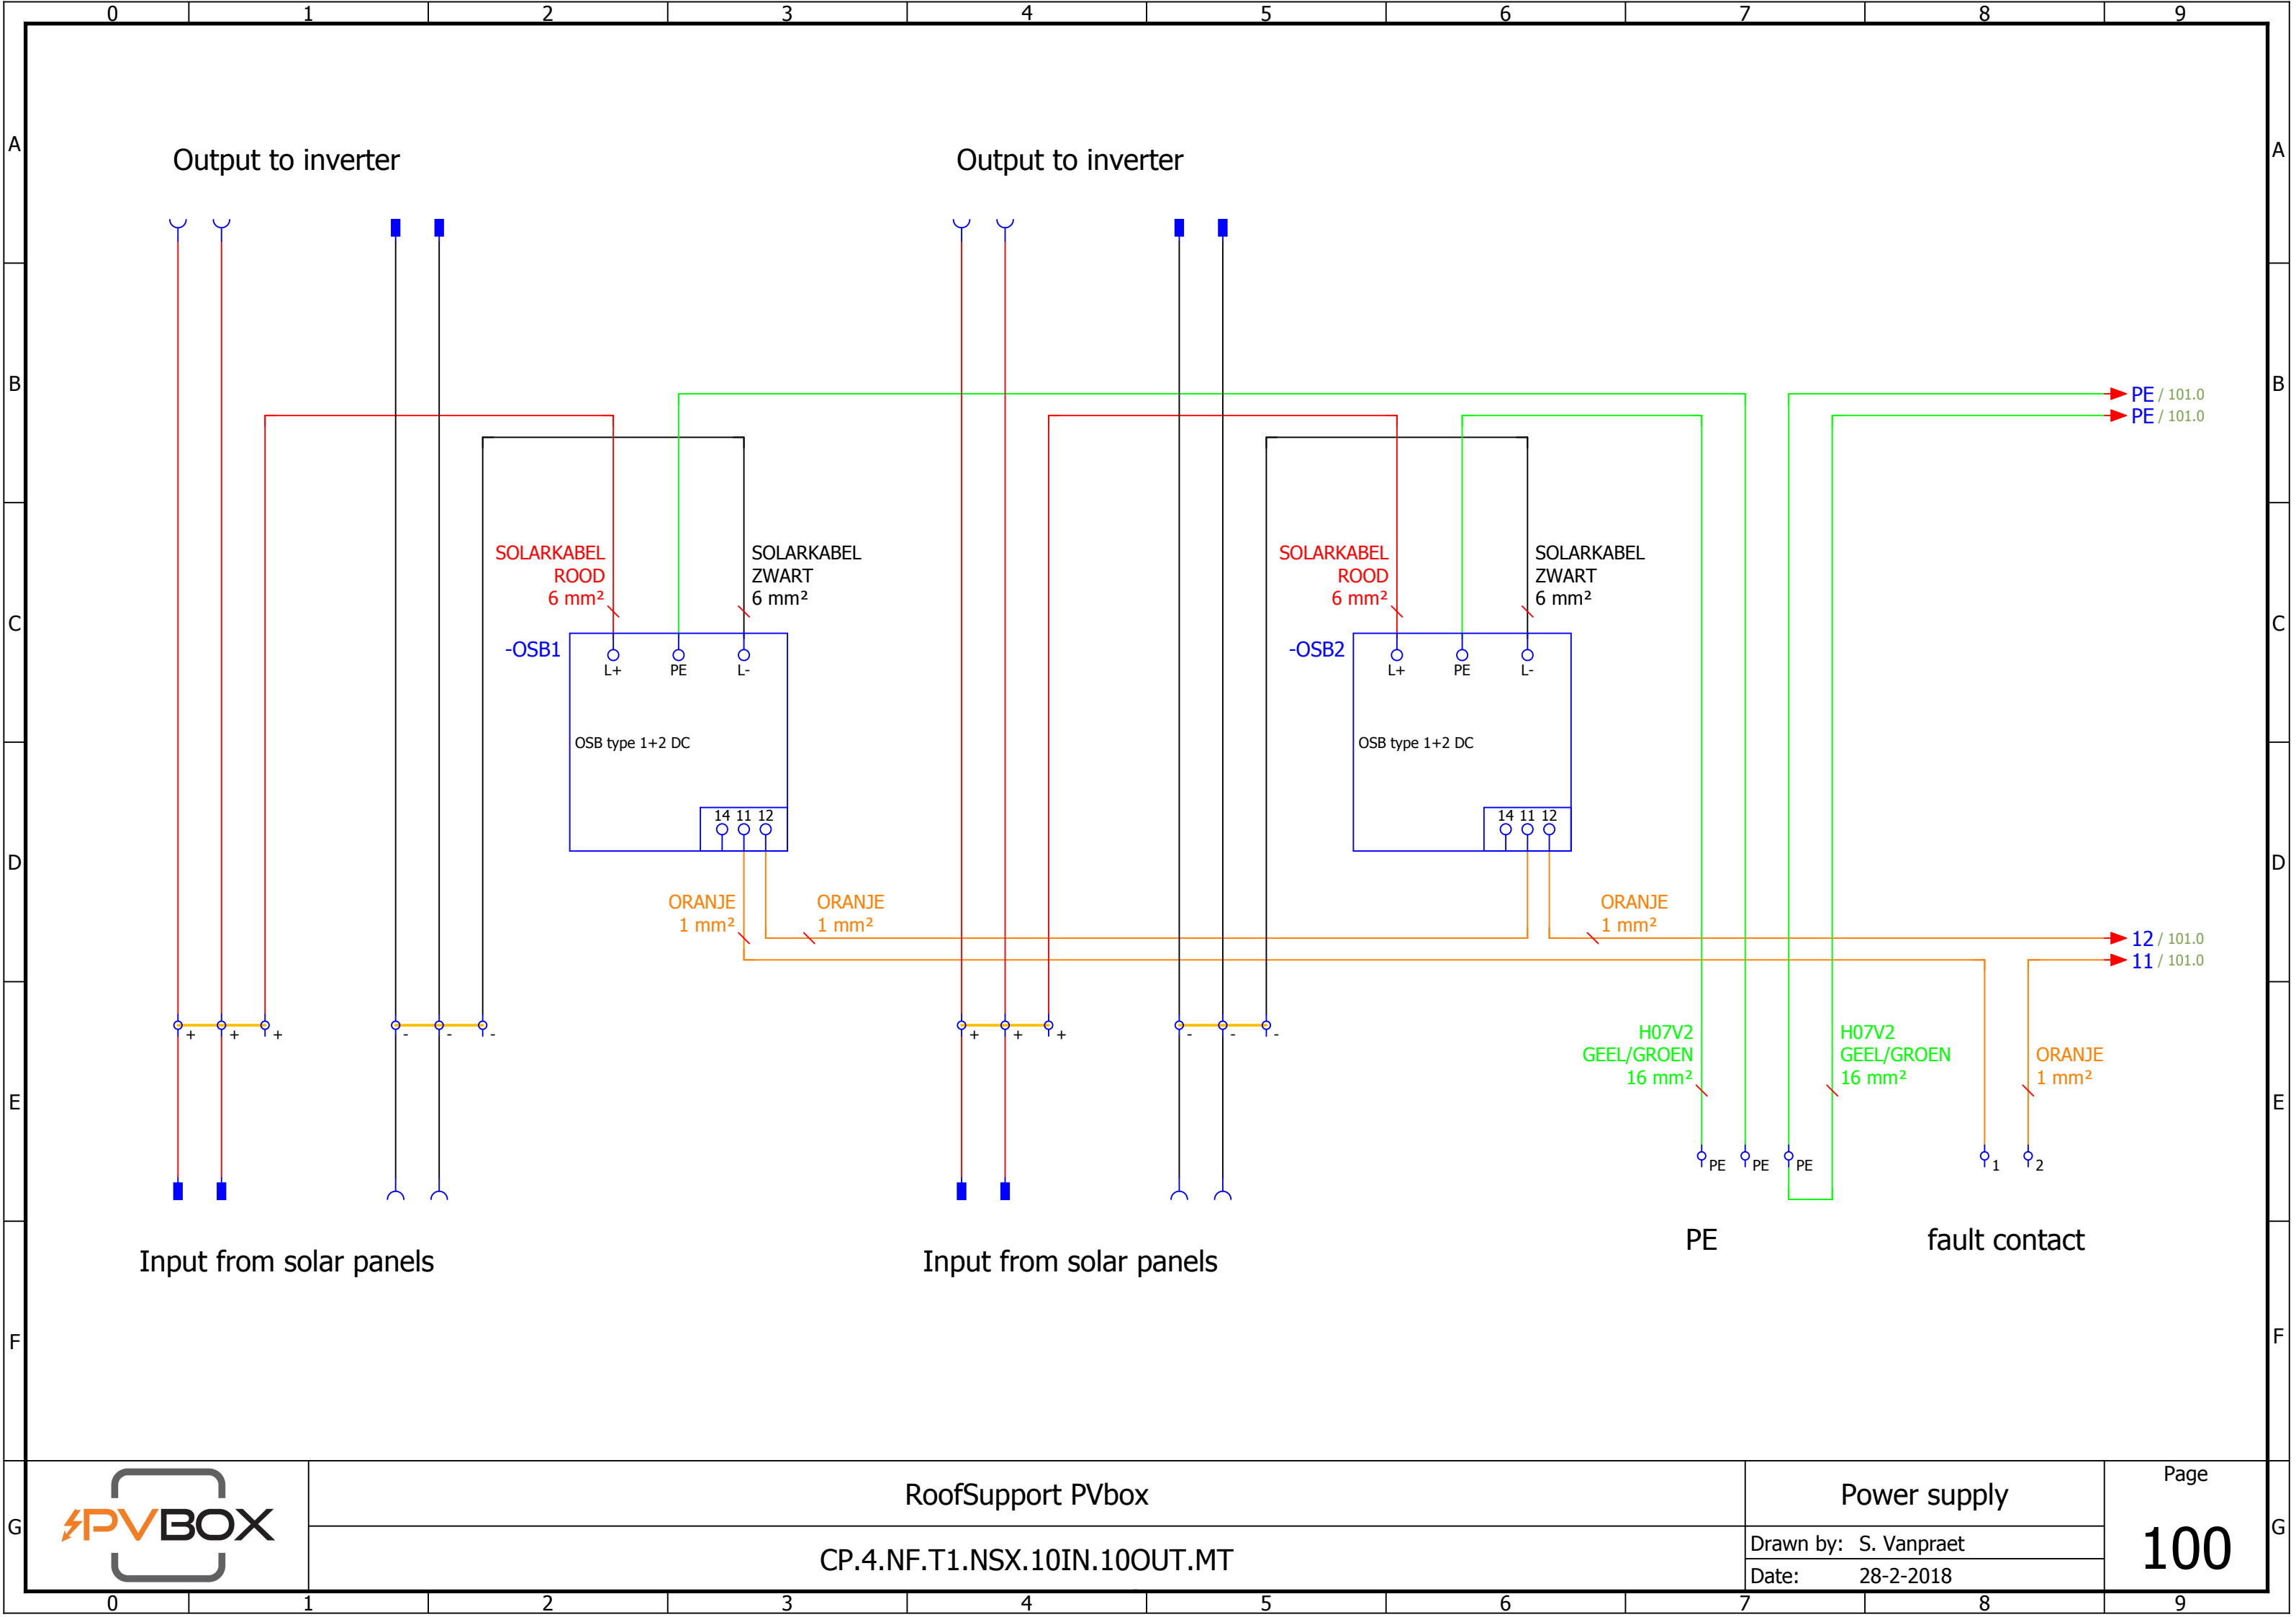 0 1 2 3 4 5 6 7 8 9
A
A
Output to inverter
Output to inverter
B
B
PE / 101.0
PE / 101.0
SOLARKABEL
ROOD
6 mm²
SOLARKABEL
ZWART
6 mm²
SOLARKABEL
ROOD
6 mm²
SOLARKABEL
ZWART
6 mm²
C
C
-OSB1
L+ PE L-
OSB type 1+2 DC
14 11 12
-OSB2
L+ PE L-
OSB type 1+2 DC
14 11 12
D
D
ORANJE
1 mm²
ORANJE
1 mm²
ORANJE
1 mm²
12 / 101.0
11 / 101.0
+ + + - - - + + + - - -
H07V2
GEEL/GROEN
16 mm²
H07V2
GEEL/GROEN
16 mm²
ORANJE
1 mm²
E
E
PE PE PE 1 2
Input from solar panels
Input from solar panels
PE
fault contact
F
F
G
G
PVBOX
RoofSupport PVbox
CP.4.NF.T1.NSX.10IN.10OUT.MT
Power supply
Drawn by: S. Vanpraet
Date: 28-2-2018
Page
100
0 1 2 3 4 5 6 7 8 9